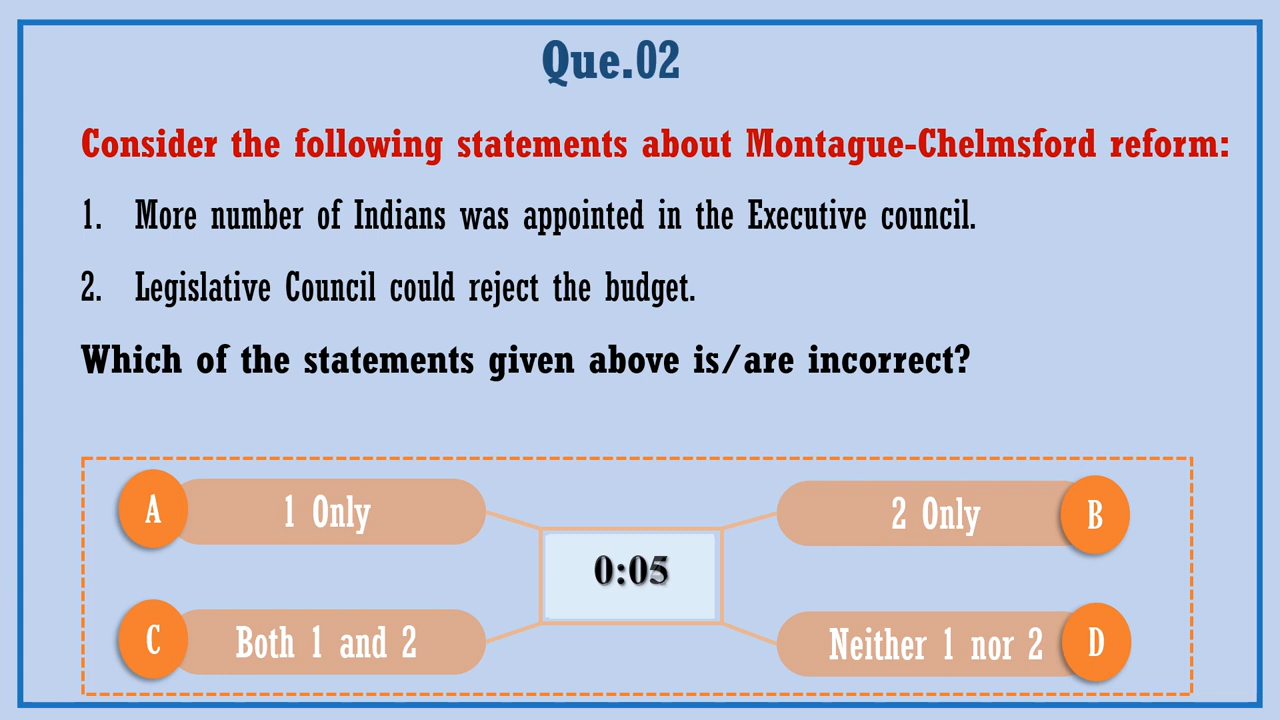 Que.02
Consider the following statements about Montague-Chelmsford reform:
1. More number of Indians was appointed in the Executive council.
2. Legislative Council could reject the budget.
Which of the statements given above is/are incorrect?
A 1 Only
2 Only B
0:05
C Both 1 and 2
Neither 1 nor 2 D